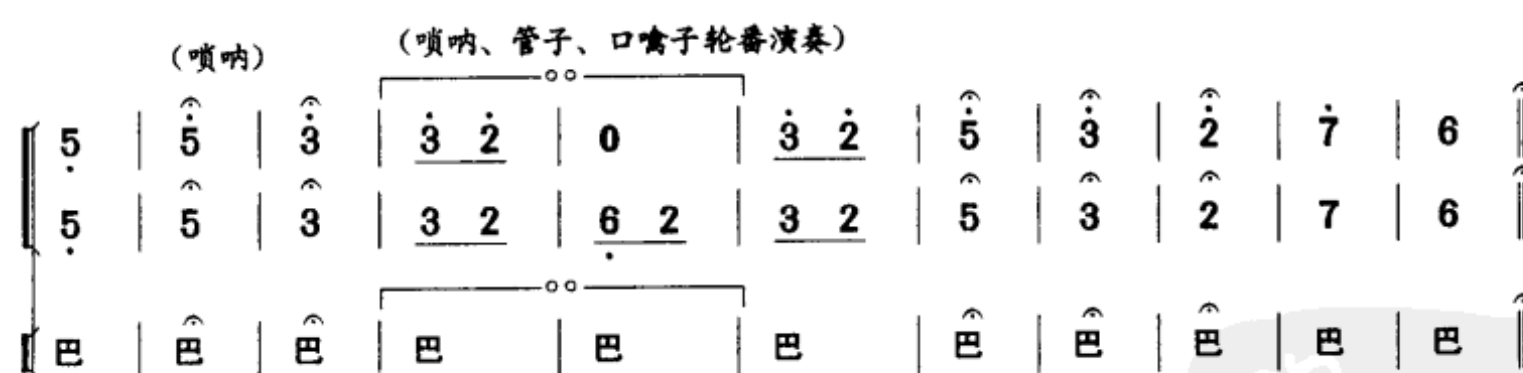 (唢呐)
(唢呐、管子、口噙子轮番演奏)
5 | 5 | 3 | 3 2 | 0 | 3 2 | 5 | 3 | 2 | 7 | 6
5 | 5 | 3 | 3 2 | 6 2 | 3 2 | 5 | 3 | 2 | 7 | 6
巴 | 巴 | 巴 | 巴 | 巴 | 巴 | 巴 | 巴 | 巴 | 巴 | 巴